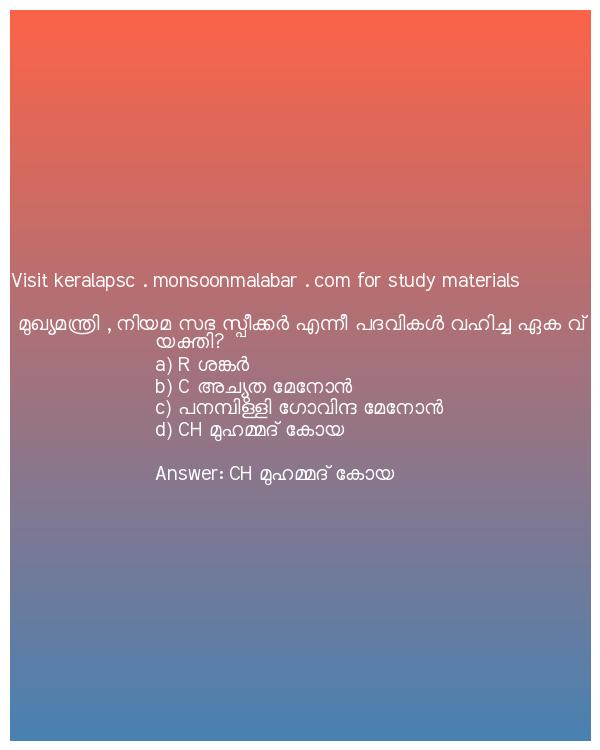 Visit keralapsc . monsoonmalabar . com for study materials
മുഖ്യമന്ത്രി , നിയമ സഭ സ്പീക്കർ എന്നീ പദവികൾ വഹിച്ച ഏക വ്
യക്തി?
a) R ശങ്കർ
b) C അച്യുത മേനോൻ
c) പനമ്പിള്ളി ഗോവിന്ദ മേനോൻ
d) CH മുഹമ്മദ് കോയ
Answer: CH മുഹമ്മദ് കോയ